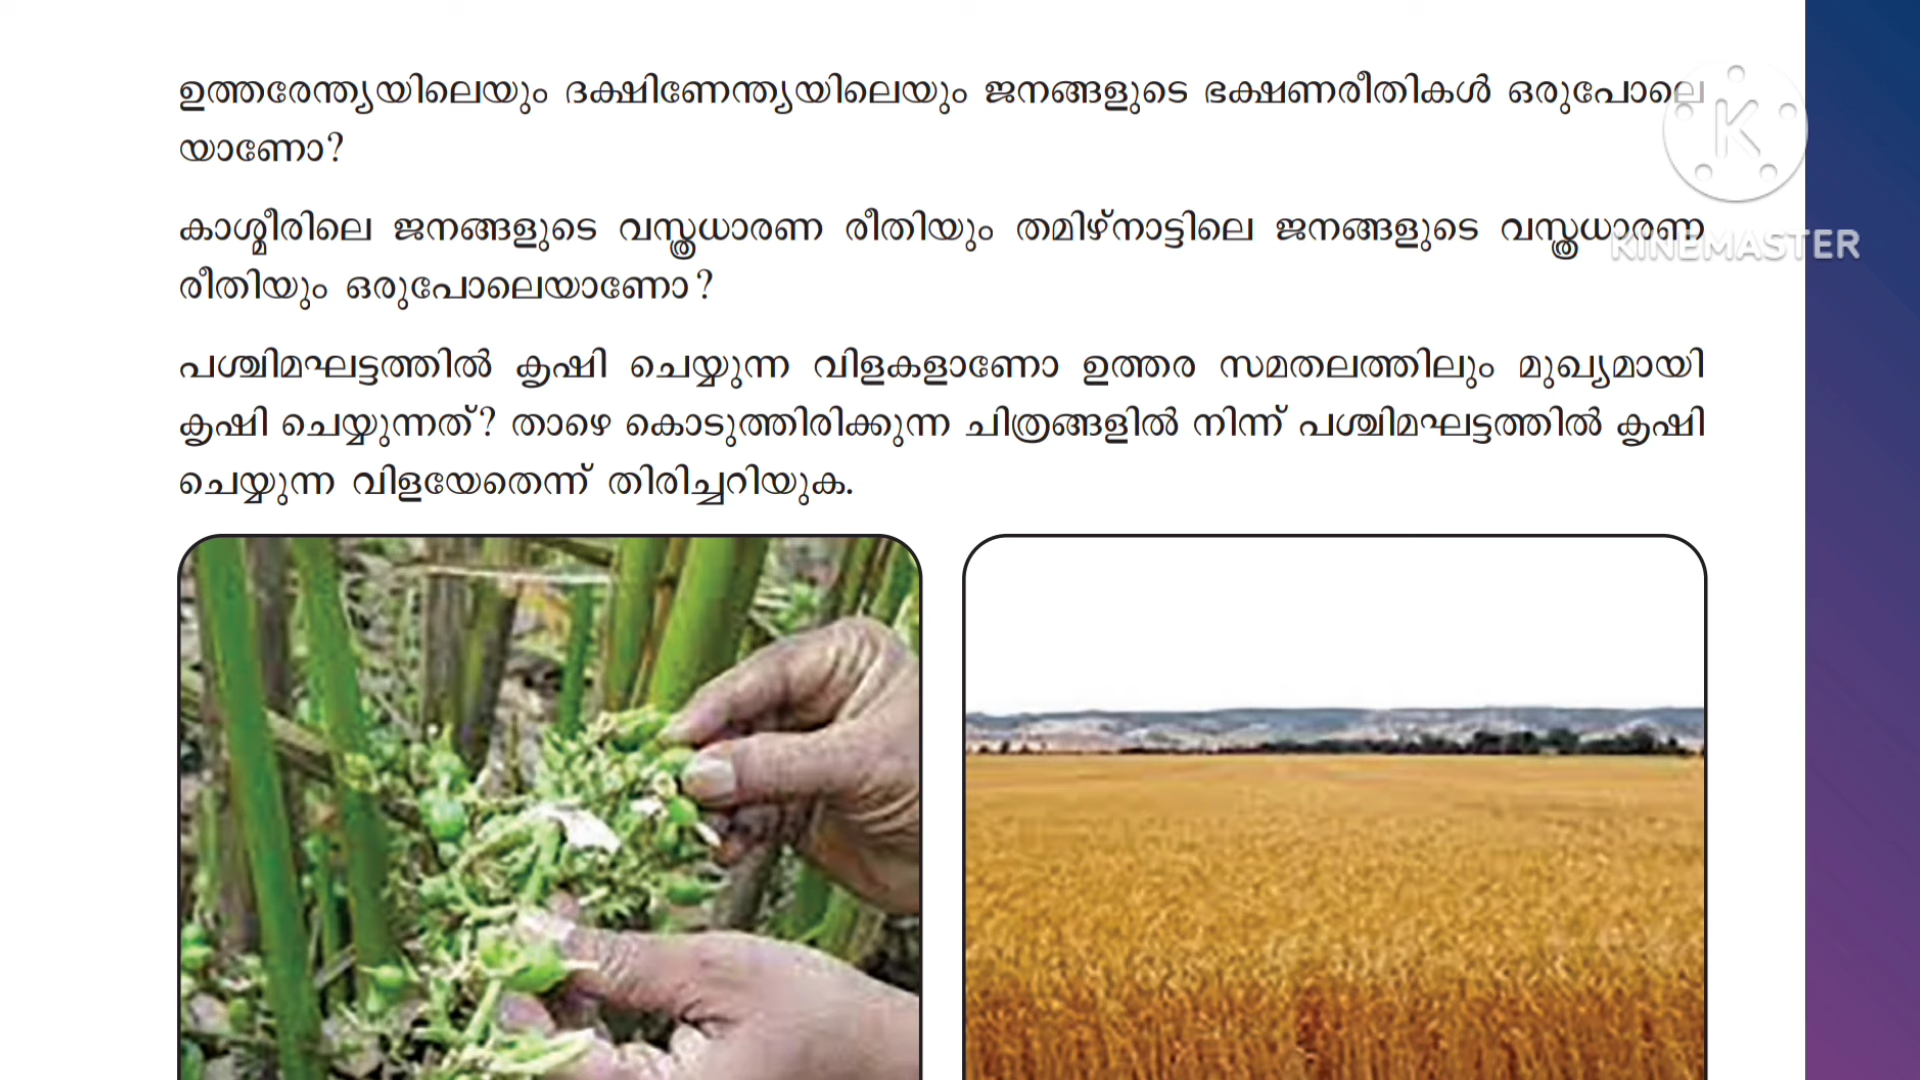 ഉത്തരേന്ത്യയിലെയും ദക്ഷിണേന്ത്യയിലെയും ജനങ്ങളുടെ ഭക്ഷണരീതികൾ ഒരുപോലെ
യാണോ?
കാശ്മീരിലെ ജനങ്ങളുടെ വസ്ത്രധാരണ രീതിയും തമിഴ്നാട്ടിലെ ജനങ്ങളുടെ വസ്ത്രധാരണ
രീതിയും ഒരുപോലെയാണോ?
പശ്ചിമഘട്ടത്തിൽ കൃഷി ചെയ്യുന്ന വിളകളാണോ ഉത്തര സമതലത്തിലും മുഖ്യമായി
കൃഷി ചെയ്യുന്നത്? താഴെ കൊടുത്തിരിക്കുന്ന ചിത്രങ്ങളിൽ നിന്ന് പശ്ചിമഘട്ടത്തിൽ കൃഷി
ചെയ്യുന്ന വിളയേതെന്ന് തിരിച്ചറിയുക.
K
KINEMASTER